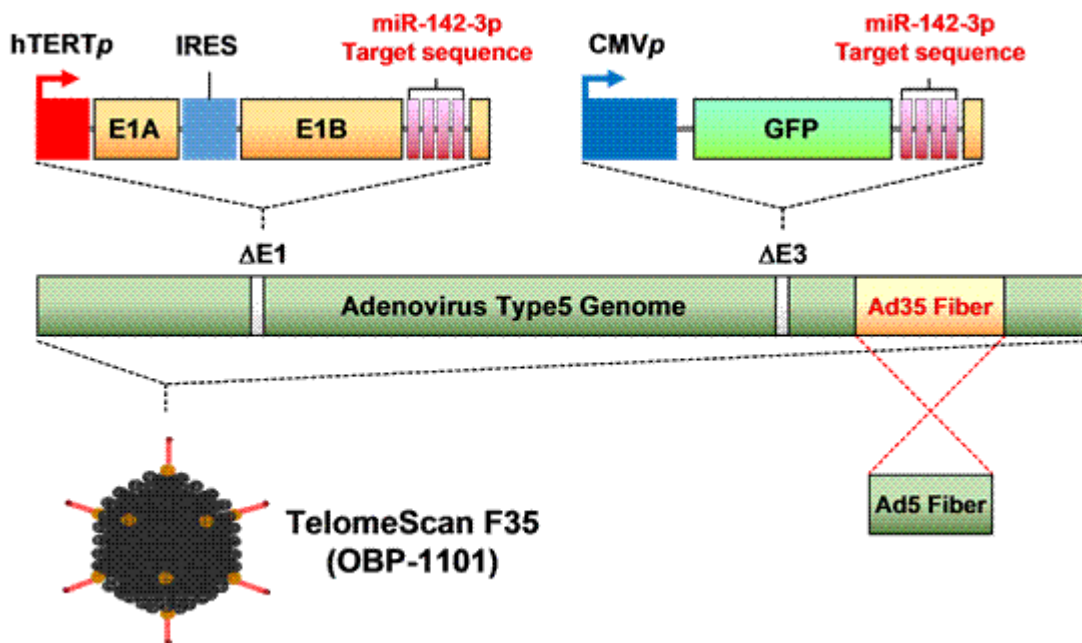 hTERTp
IRES
miR-142-3p
Target sequence
CMVp
miR-142-3p
Target sequence
E1A
E1B
GFP
ΔE1
ΔE3
Adenovirus Type5 Genome
Ad35 Fiber
Ad5 Fiber
TelomeScan F35
(OBP-1101)